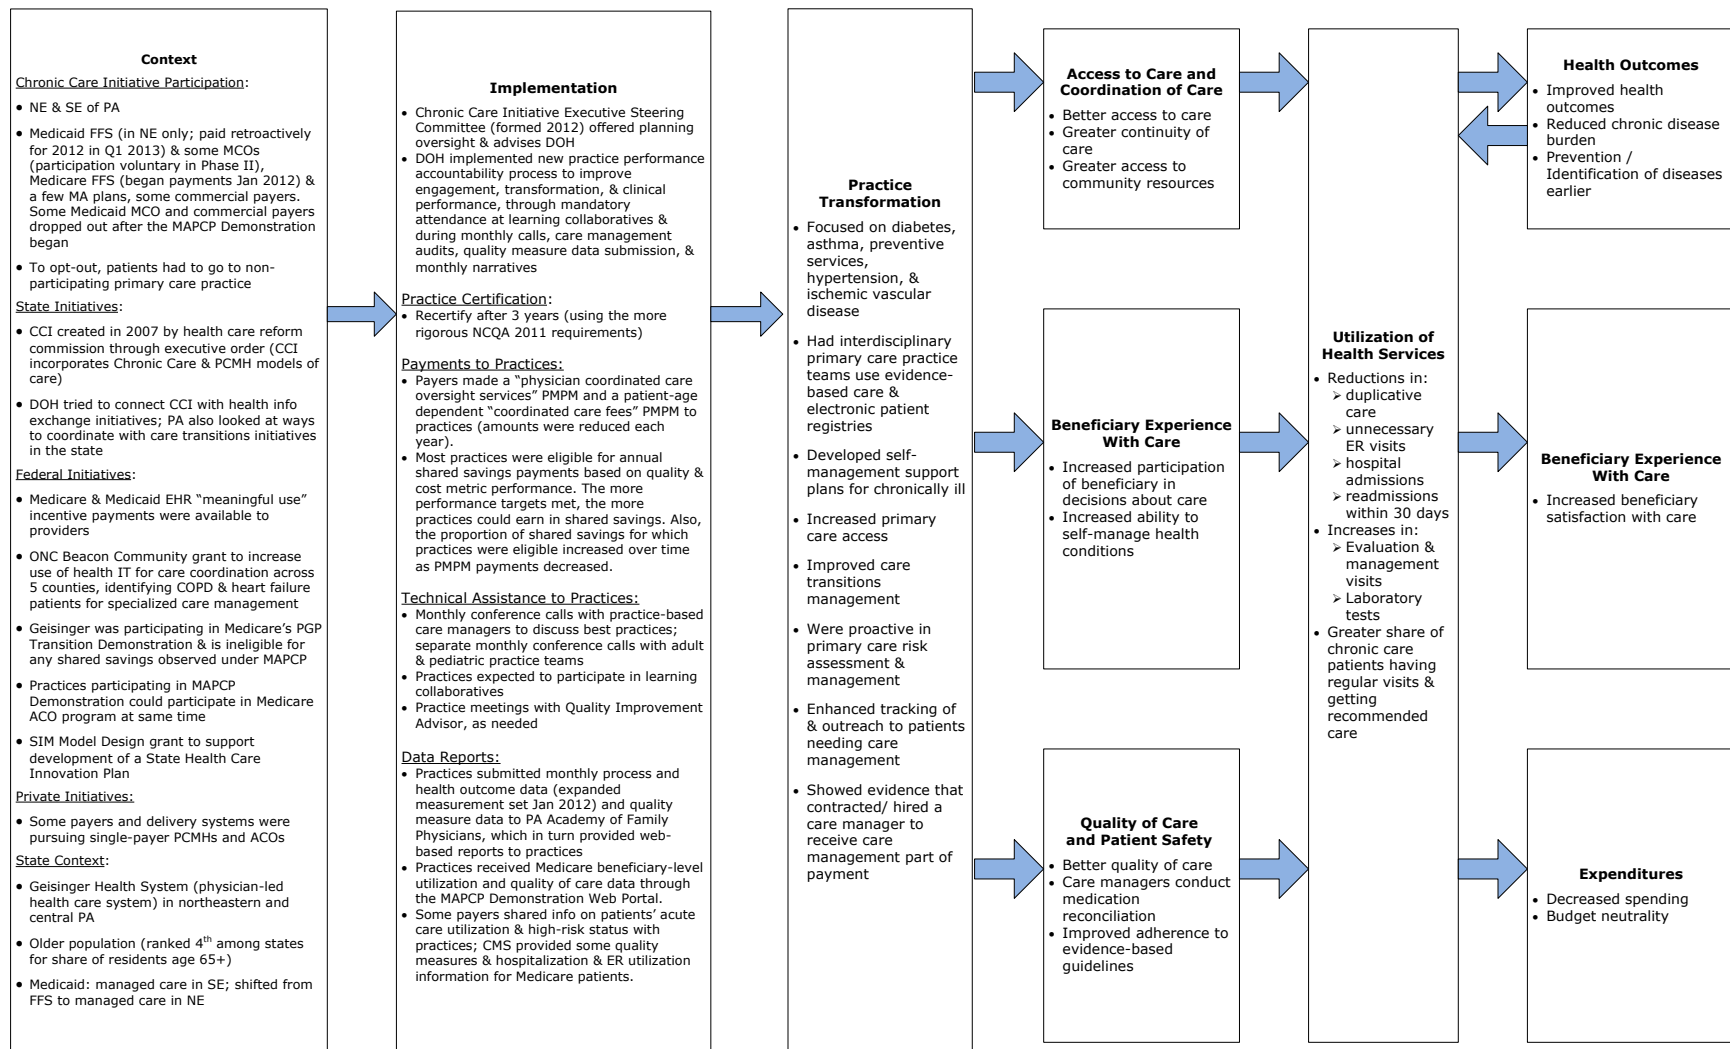 Context
Chronic Care Initiative Participation:
• NE & SE of PA
• Medicaid FFS (in NE only; paid retroactively
for 2012 in Q1 2013) & some MCOs
(participation voluntary in Phase II),
Medicare FFS (began payments Jan 2012) &
a few MA plans, some commercial payers.
Some Medicaid MCO and commercial payers
dropped out after the MAPCP Demonstration
began
• To opt-out, patients had to go to non-
participating primary care practice
State Initiatives:
• CCI created in 2007 by health care reform
commission through executive order (CCI
incorporates Chronic Care & PCMH models of
care)
• DOH tried to connect CCI with health info
exchange initiatives; PA also looked at ways
to coordinate with care transitions initiatives
in the state
Federal Initiatives:
• Medicare & Medicaid EHR “meaningful use”
incentive payments were available to
providers
• ONC Beacon Community grant to increase
use of health IT for care coordination across
5 counties, identifying COPD & heart failure
patients for specialized care management
• Geisinger was participating in Medicare’s PGP
Transition Demonstration & is ineligible for
any shared savings observed under MAPCP
• Practices participating in MAPCP
Demonstration could participate in Medicare
ACO program at same time
• SIM Model Design grant to support
development of a State Health Care
Innovation Plan
Private Initiatives:
• Some payers and delivery systems were
pursuing single-payer PCMHs and ACOs
State Context:
• Geisinger Health System (physician-led
health care system) in northeastern and
central PA
• Older population (ranked 4th among states
for share of residents age 65+)
• Medicaid: managed care in SE; shifted from
FFS to managed care in NE
Implementation
• Chronic Care Initiative Executive Steering
Committee (formed 2012) offered planning
oversight & advises DOH
• DOH implemented new practice performance
accountability process to improve
engagement, transformation, & clinical
performance, through mandatory
attendance at learning collaboratives &
during monthly calls, care management
audits, quality measure data submission, &
monthly narratives
Practice Certification:
• Recertify after 3 years (using the more
rigorous NCQA 2011 requirements)
Payments to Practices:
• Payers made a “physician coordinated care
oversight services” PMPM and a patient-age
dependent “coordinated care fees” PMPM to
practices (amounts were reduced each
year).
• Most practices were eligible for annual
shared savings payments based on quality &
cost metric performance. The more
performance targets met, the more
practices could earn in shared savings. Also,
the proportion of shared savings for which
practices were eligible increased over time
as PMPM payments decreased.
Technical Assistance to Practices:
• Monthly conference calls with practice-based
care managers to discuss best practices;
separate monthly conference calls with adult
& pediatric practice teams
• Practices expected to participate in learning
collaboratives
• Practice meetings with Quality Improvement
Advisor, as needed
Data Reports:
• Practices submitted monthly process and
health outcome data (expanded
measurement set Jan 2012) and quality
measure data to PA Academy of Family
Physicians, which in turn provided web-
based reports to practices
• Practices received Medicare beneficiary-level
utilization and quality of care data through
the MAPCP Demonstration Web Portal.
• Some payers shared info on patients’ acute
care utilization & high-risk status with
practices; CMS provided some quality
measures & hospitalization & ER utilization
information for Medicare patients.
Practice
Transformation
• Focused on diabetes,
asthma, preventive
services,
hypertension, &
ischemic vascular
disease
• Had interdisciplinary
primary care practice
teams use evidence-
based care &
electronic patient
registries
• Developed self-
management support
plans for chronically ill
• Increased primary
care access
• Improved care
transitions
management
• Were proactive in
primary care risk
assessment &
management
• Enhanced tracking of
& outreach to patients
needing care
management
• Showed evidence that
contracted/ hired a
care manager to
receive care
management part of
payment
Access to Care and
Coordination of Care
• Better access to care
• Greater continuity of
care
• Greater access to
community resources
Beneficiary Experience
With Care
• Increased participation
of beneficiary in
decisions about care
• Increased ability to
self-manage health
conditions
Quality of Care
and Patient Safety
• Better quality of care
• Care managers conduct
medication
reconciliation
• Improved adherence to
evidence-based
guidelines
Utilization of
Health Services
• Reductions in:
➢ duplicative
care
➢ unnecessary
ER visits
➢ hospital
admissions
➢ readmissions
within 30 days
• Increases in:
➢ Evaluation &
management
visits
➢ Laboratory
tests
• Greater share of
chronic care
patients having
regular visits &
getting
recommended
care
Health Outcomes
• Improved health
outcomes
• Reduced chronic disease
burden
• Prevention /
Identification of diseases
earlier
Beneficiary Experience
With Care
• Increased beneficiary
satisfaction with care
Expenditures
• Decreased spending
• Budget neutrality